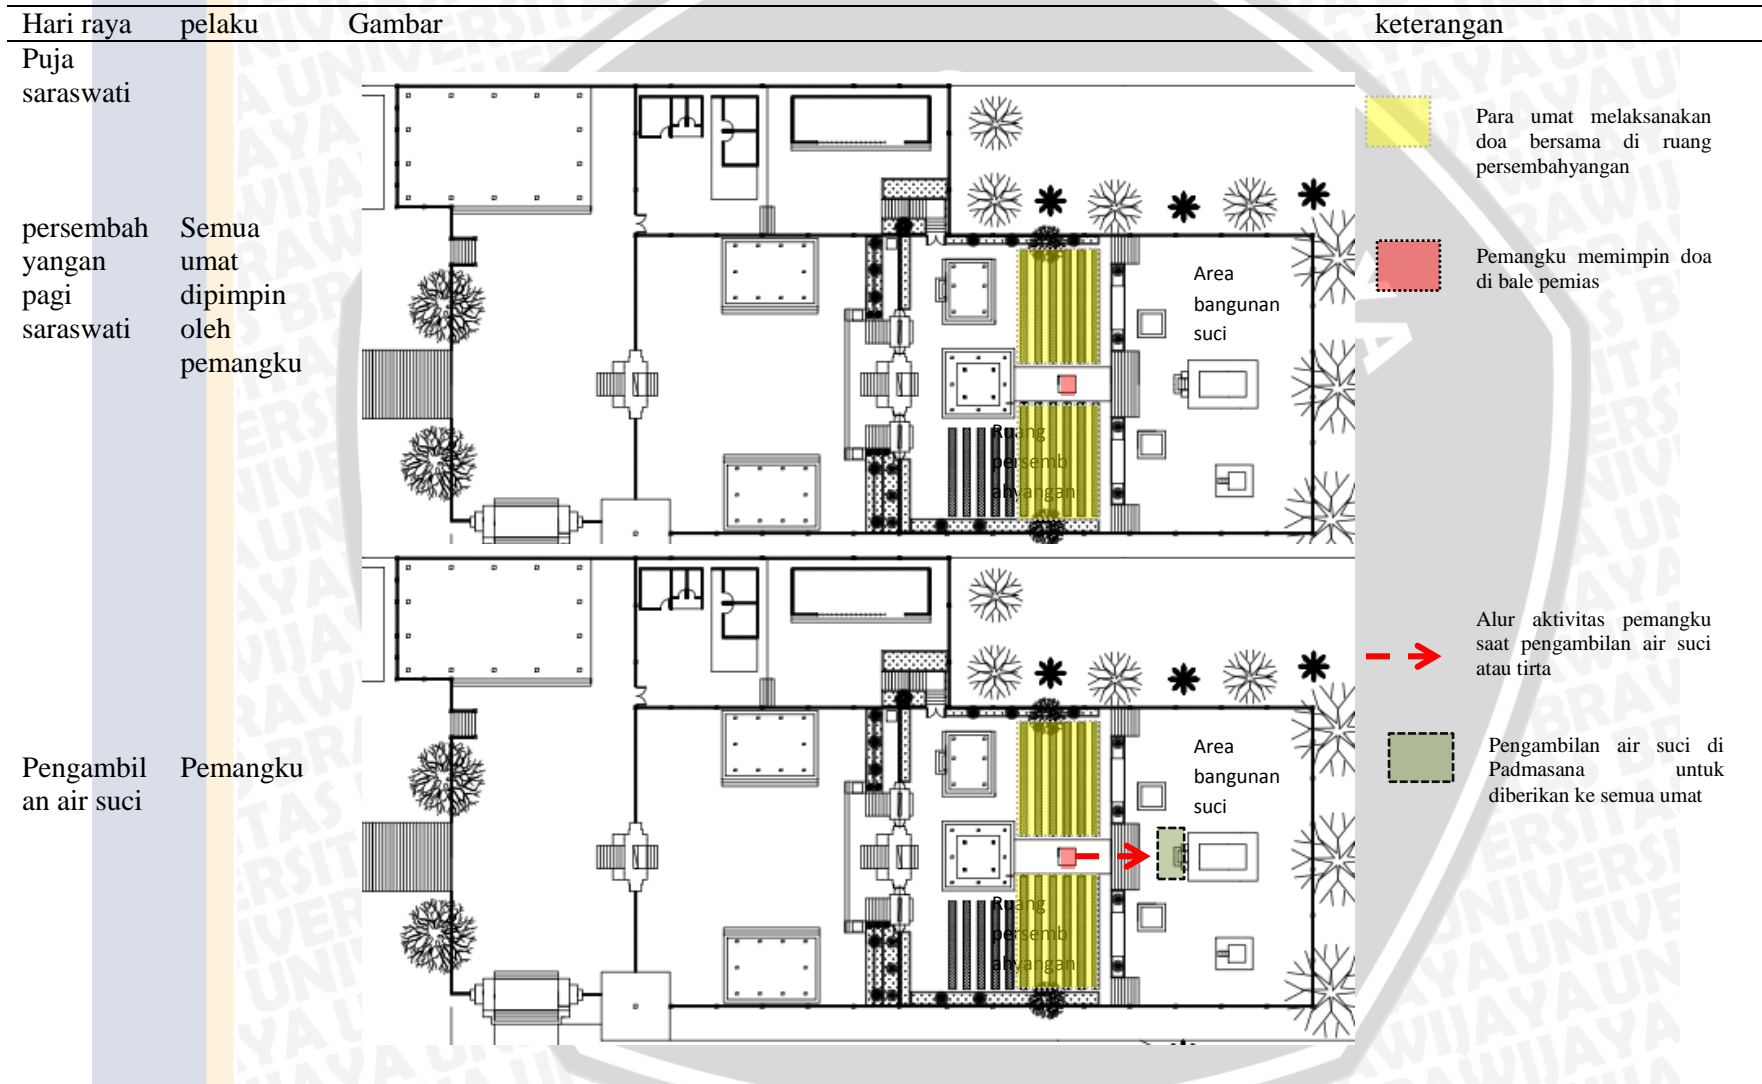 Hari raya pelaku Gambar keterangan
Puja
saraswati
persembah
yangan
pagi
saraswati
Semua
umat
dipimpin
oleh
pemangku
Area
bangunan
suci
Ruang
persemb
ahyangan
Para umat melaksanakan
doa bersama di ruang
persembahyangan
Pemangku memimpin doa
di bale pemias
Pengambil
an air suci
Pemangku
Area
bangunan
suci
Ruang
persemb
ahyangan
Alur aktivitas pemangku
saat pengambilan air suci
atau tirta
Pengambilan air suci di
Padmasana untuk
diberikan ke semua umat